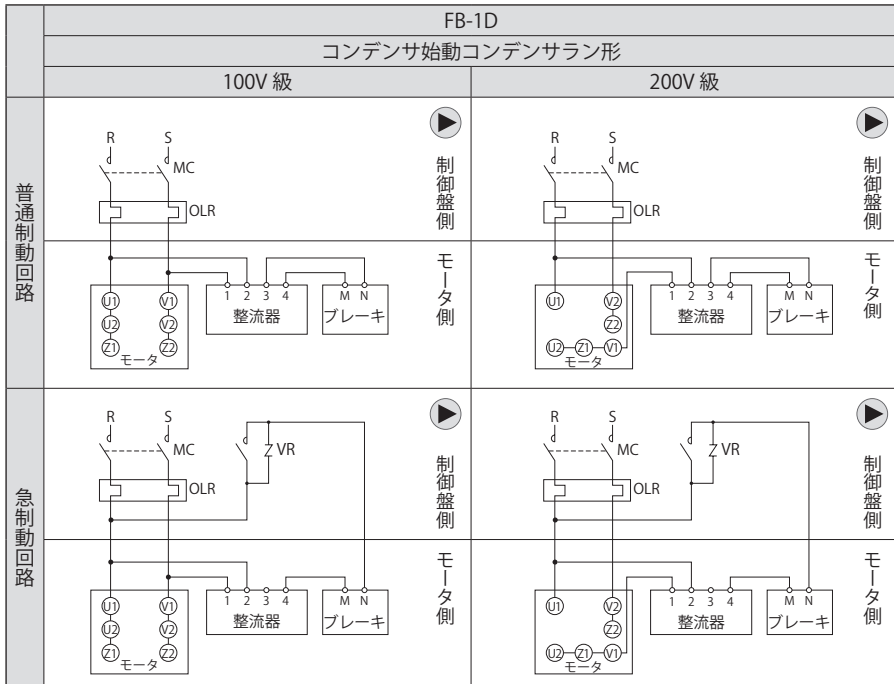 FB-1D
コンデンサ始動コンデンサラン形
100V 級
200V 級
普通制動回路
R S
MC
OLR
制御盤側
モータ側
1 2 3 4
M N
U1 V1
U2 V2
Z1 Z2
モータ
整流器
ブレーキ
R S
MC
OLR
制御盤側
モータ側
1 2 3 4
M N
U1 V2
Z2
U2 Z1 V1
モータ
整流器
ブレーキ
急制動回路
R S
MC
VR
OLR
制御盤側
モータ側
1 2 3 4
M N
U1 V1
U2 V2
Z1 Z2
モータ
整流器
ブレーキ
R S
MC
VR
OLR
制御盤側
モータ側
1 2 3 4
M N
U1 V2
Z2
U2 Z1 V1
モータ
整流器
ブレーキ